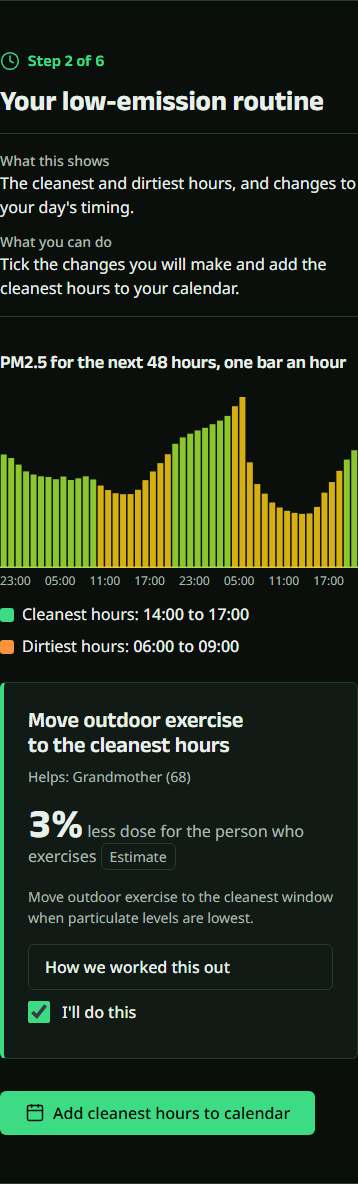 Step 2 of 6
Your low-emission routine
What this shows
The cleanest and dirtiest hours, and changes to
your day's timing.
What you can do
Tick the changes you will make and add the
cleanest hours to your calendar.
PM2.5 for the next 48 hours, one bar an hour
23:00 05:00 11:00 17:00 23:00 05:00 11:00 17:00
Cleanest hours: 14:00 to 17:00
Dirtiest hours: 06:00 to 09:00
Move outdoor exercise
to the cleanest hours
Helps: Grandmother (68)
3% less dose for the person who
exercises Estimate
Move outdoor exercise to the cleanest window
when particulate levels are lowest.
How we worked this out
I'll do this
Add cleanest hours to calendar